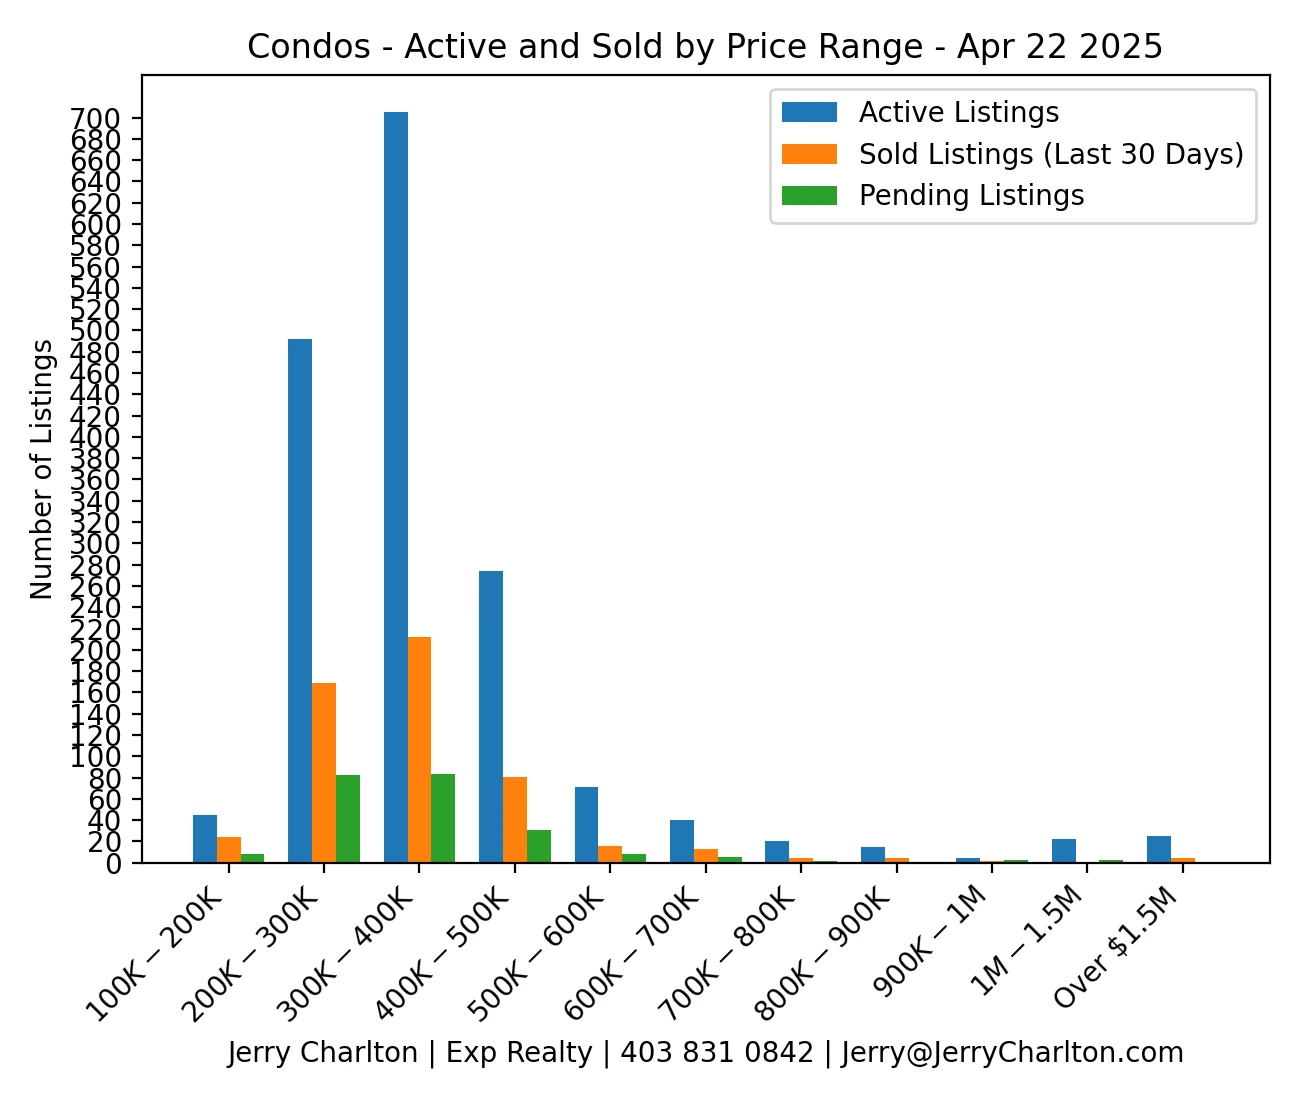 Condos - Active and Sold by Price Range - Apr 22 2025
Active Listings
Sold Listings (Last 30 Days)
Pending Listings
Number of Listings
700
680
660
640
620
600
580
560
540
520
500
480
460
440
420
400
380
360
340
320
300
280
260
240
220
200
180
160
140
120
100
80
60
40
20
0
100K − 200K
200K − 300K
300K − 400K
400K − 500K
500K − 600K
600K − 700K
700K − 800K
800K − 900K
900K − 1M
1M − 1.5M
Over $1.5M
Jerry Charlton | Exp Realty | 403 831 0842 | Jerry@JerryCharlton.com